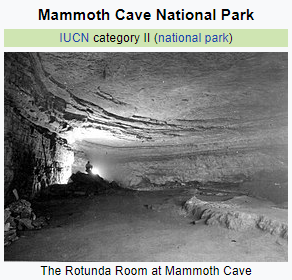 Mammoth Cave National Park
IUCN category II (national park)
The Rotunda Room at Mammoth Cave